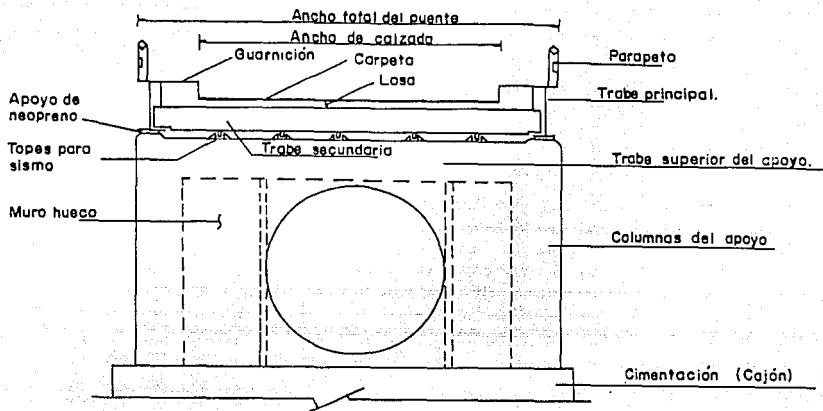 Ancho total del puente
Ancho de calzada
Guarnición
Carpeta
Parapeto
Losa
Trabe principal.
Apoyo de
neopreno
Topes para
sismo
Trabe secundaria
Trabe superior del apoyo.
Muro hueco
Columnas del apoyo
Cimentación (Cajón)